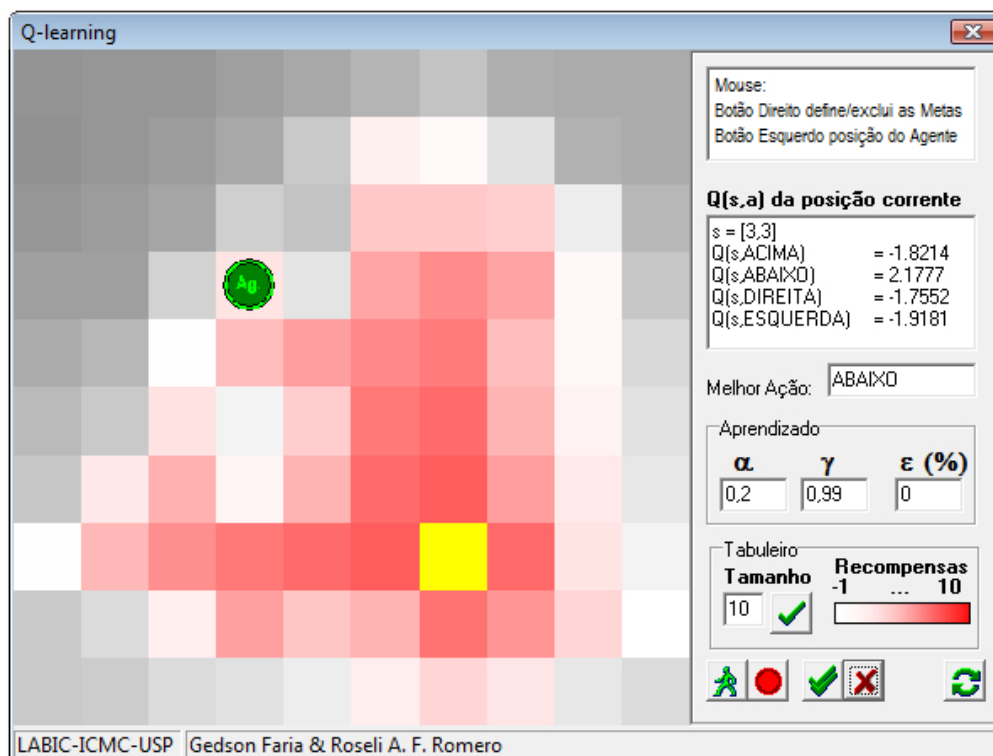 Q-learning
Ag.
Mouse:
Botão Direito define/exclui as Metas
Botão Esquerdo posição do Agente
Q(s,a) da posição corrente
s = [3,3]
Q(s,ACIMA) = -1.8214
Q(s,ABAIXO) = 2.1777
Q(s,DIREITA) = -1.7552
Q(s,ESQUERDA) = -1.9181
Melhor Ação: ABAIXO
Aprendizado
α γ ε (%)
0,2 0,99 0
Tabuleiro
Tamanho Recompensas
-1 ... 10
10
LABIC-ICMC-USP Gedson Faria & Roseli A. F. Romero